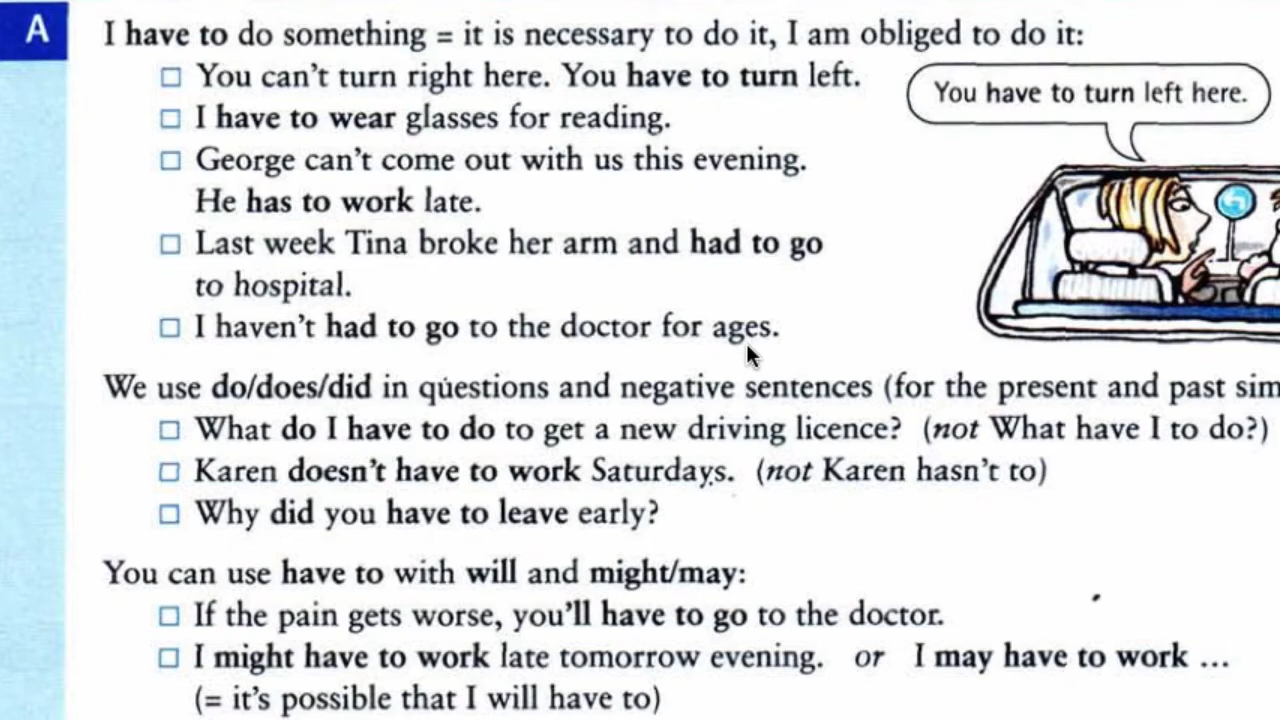 A
I have to do something = it is necessary to do it, I am obliged to do it:
You can't turn right here. You have to turn left.
You have to turn left here.
I have to wear glasses for reading.
George can't come out with us this evening.
He has to work late.
Last week Tina broke her arm and had to go
to hospital.
I haven't had to go to the doctor for ages.
We use do/does/did in questions and negative sentences (for the present and past sim
What do I have to do to get a new driving licence? (not What have I to do?)
Karen doesn't have to work Saturdays. (not Karen hasn't to)
Why did you have to leave early?
You can use have to with will and might/may:
If the pain gets worse, you'll have to go to the doctor.
I might have to work late tomorrow evening. or I may have to work ...
(= it's possible that I will have to)